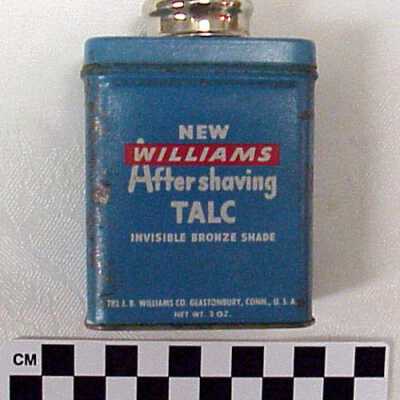 NEW
WILLIAMS
Aftershaving
TALC
INVISIBLE BRONZE SHADE
THE J. B. WILLIAMS CO. GLASTONBURY, CONN., U. S. A.
NET WT. 3 OZ.
CM